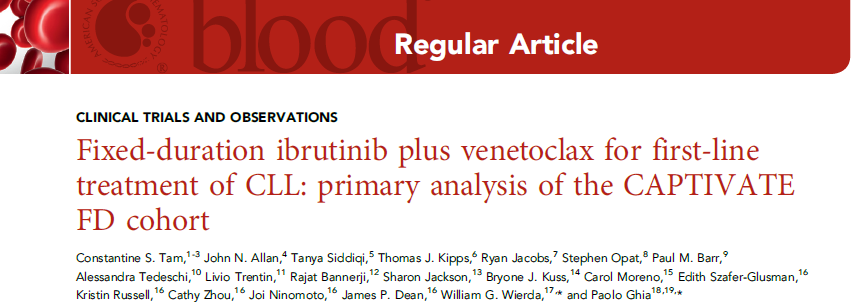 blood
Regular Article
CLINICAL TRIALS AND OBSERVATIONS
Fixed-duration ibrutinib plus venetoclax for first-line
treatment of CLL: primary analysis of the CAPTIVATE
FD cohort
Constantine S. Tam,1-3 John N. Allan,4 Tanya Siddiqi,5 Thomas J. Kipps,6 Ryan Jacobs,7 Stephen Opat,8 Paul M. Barr,9
Alessandra Tedeschi,10 Livio Trentin,11 Rajat Bannerji,12 Sharon Jackson,13 Bryone J. Kuss,14 Carol Moreno,15 Edith Szafer-Glusman,16
Kristin Russell,16 Cathy Zhou,16 Joi Ninomoto,16 James P. Dean,16 William G. Wierda,17,* and Paolo Ghia18,19,*